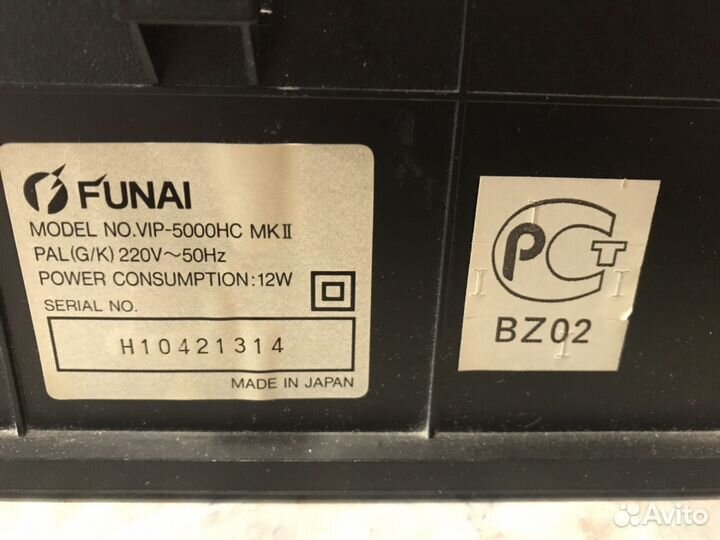 FUNAI
MODEL NO.VIP-5000HC MKⅡ
PAL(G/K) 220V～50Hz
POWER CONSUMPTION:12W
SERIAL NO.
H10421314
MADE IN JAPAN
РСТ
BZ02
Avito